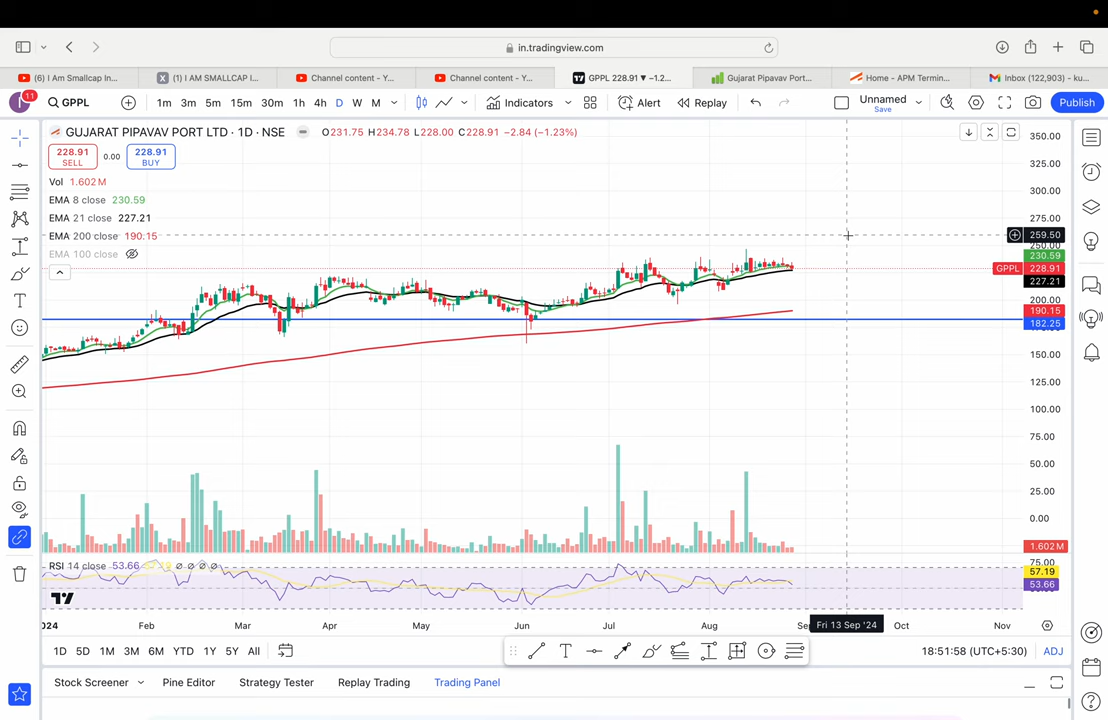 in.tradingview.com
(6) I Am Smallcap In...
(1) I AM SMALLCAP I...
Channel content - Y...
Channel content - Y...
GPPL 228.91 ▼ −1.2...
Gujarat Pipavav Port...
Home - APM Termin...
Inbox (122,903) - ku...
11
GPPL
1m 3m 5m 15m 30m 1h 4h D W M
Indicators
Alert
Replay
Unnamed
Save
Publish
GUJARAT PIPAVAV PORT LTD · 1D · NSE
O231.75 H234.78 L228.00 C228.91 −2.84 (−1.23%)
228.91
SELL
0.00
228.91
BUY
Vol 1.602M
EMA 8 close 230.59
EMA 21 close 227.21
EMA 200 close 190.15
EMA 100 close
350.00
325.00
300.00
275.00
259.50
250.00
230.59
GPPL 228.91
227.21
200.00
190.15
182.25
150.00
125.00
100.00
75.00
50.00
25.00
0.00
1.602M
RSI 14 close 53.66
75.00
57.19
53.66
2024 Feb Mar Apr May Jun Jul Aug Fri 13 Sep '24 Oct Nov
1D 5D 1M 3M 6M YTD 1Y 5Y All
18:51:58 (UTC+5:30)
ADJ
Stock Screener
Pine Editor
Strategy Tester
Replay Trading
Trading Panel